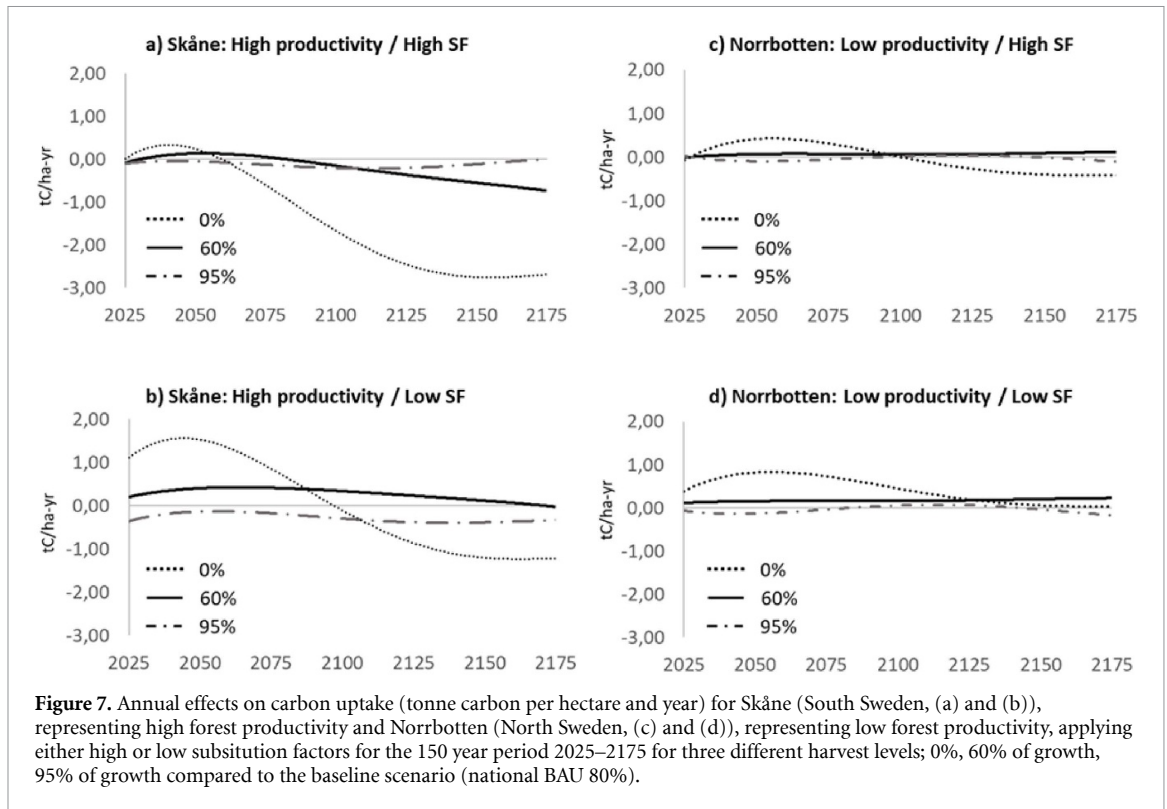 a) Skåne: High productivity / High SF
2,00
1,00
0,00
-1,00
-2,00
-3,00
tC/ha-yr
0%
60%
95%
2025 2050 2075 2100 2125 2150 2175
c) Norrbotten: Low productivity / High SF
2,00
1,00
0,00
-1,00
-2,00
-3,00
tC/ha-yr
0%
60%
95%
2025 2050 2075 2100 2125 2150 2175
b) Skåne: High productivity / Low SF
2,00
1,00
0,00
-1,00
-2,00
-3,00
tC/ha-yr
0%
60%
95%
2025 2050 2075 2100 2125 2150 2175
d) Norrbotten: Low productivity / Low SF
2,00
1,00
0,00
-1,00
-2,00
-3,00
tC/ha-yr
0%
60%
95%
2025 2050 2075 2100 2125 2150 2175
Figure 7. Annual effects on carbon uptake (tonne carbon per hectare and year) for Skåne (South Sweden, (a) and (b)),
representing high forest productivity and Norrbotten (North Sweden, (c) and (d)), representing low forest productivity, applying
either high or low subsitution factors for the 150 year period 2025–2175 for three different harvest levels; 0%, 60% of growth,
95% of growth compared to the baseline scenario (national BAU 80%).